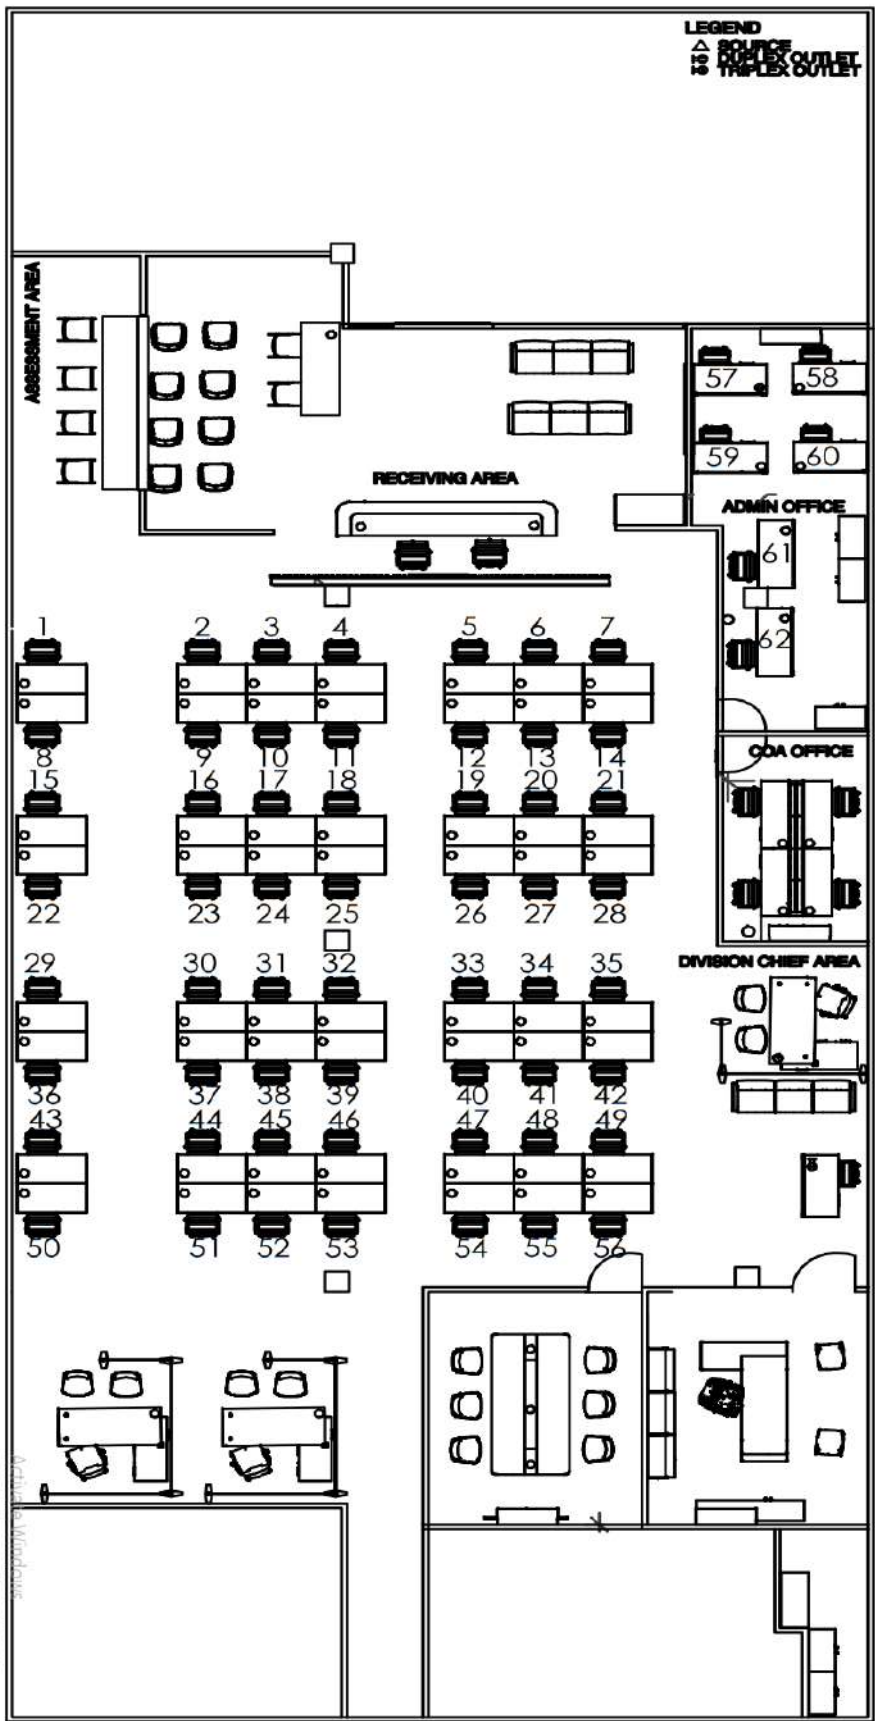 LEGEND
SOURCE
DUPLEX OUTLET
TRIPLEX OUTLET
ASSESSMENT AREA
57 58
59 60
RECEIVING AREA
ADMIN OFFICE
61
62
1 2 3 4 5 6 7
8 9 10 11 12 13 14
COA OFFICE
15 16 17 18 19 20 21
22 23 24 25 26 27 28
DIVISION CHIEF AREA
29 30 31 32 33 34 35
36 37 38 39 40 41 42
43 44 45 46 47 48 49
50 51 52 53 54 55 56
Activate Windows